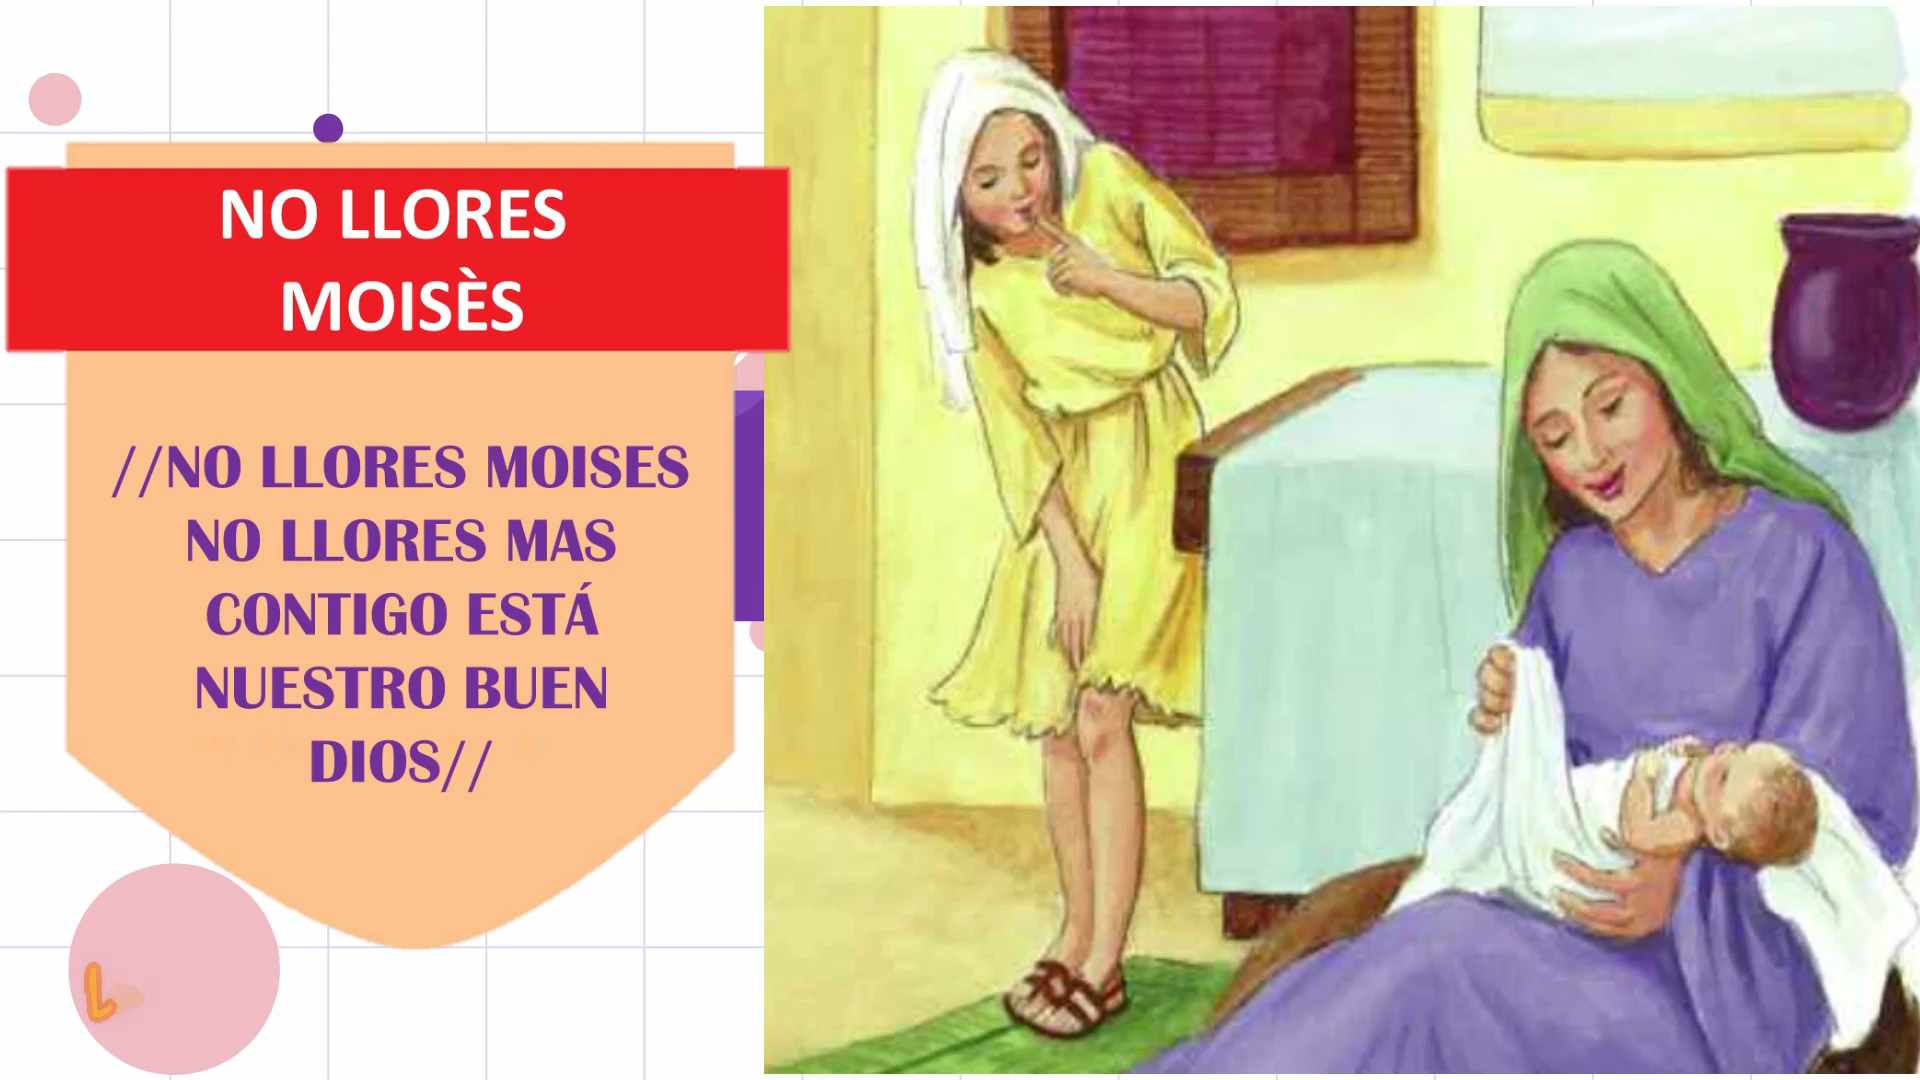 NO LLORES
MOISÈS
//NO LLORES MOISES
NO LLORES MAS
CONTIGO ESTÁ
NUESTRO BUEN
DIOS//
L